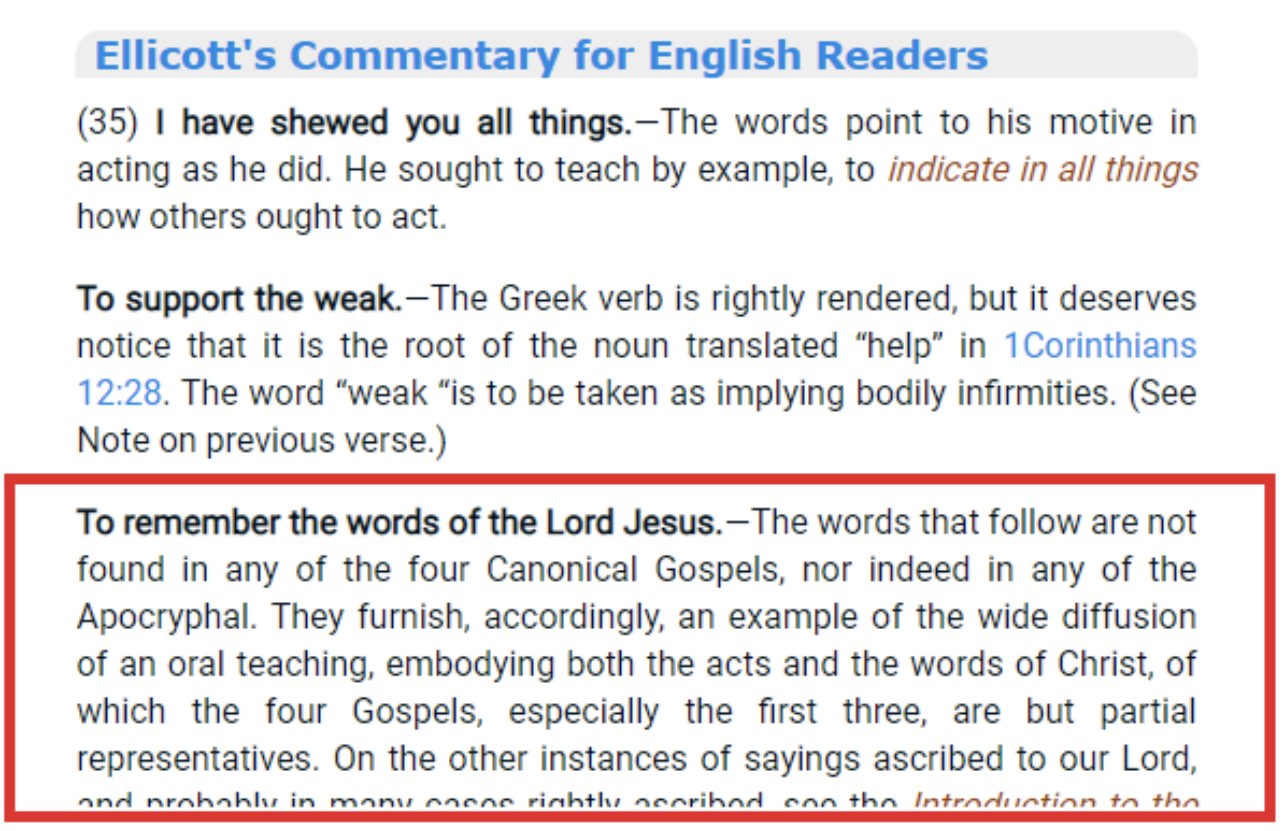 Ellicott's Commentary for English Readers
(35) I have shewed you all things.—The words point to his motive in
acting as he did. He sought to teach by example, to indicate in all things
how others ought to act.
To support the weak.—The Greek verb is rightly rendered, but it deserves
notice that it is the root of the noun translated “help” in 1Corinthians
12:28. The word “weak “is to be taken as implying bodily infirmities. (See
Note on previous verse.)
To remember the words of the Lord Jesus.—The words that follow are not
found in any of the four Canonical Gospels, nor indeed in any of the
Apocryphal. They furnish, accordingly, an example of the wide diffusion
of an oral teaching, embodying both the acts and the words of Christ, of
which the four Gospels, especially the first three, are but partial
representatives. On the other instances of sayings ascribed to our Lord,
and probably in many cases rightly ascribed, see the Introduction to the